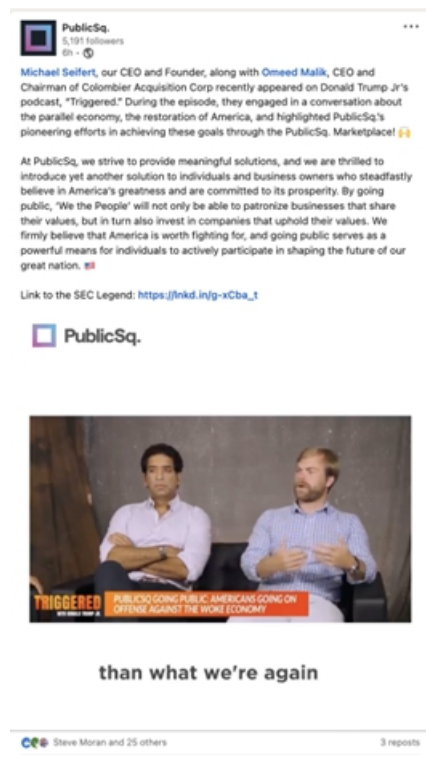 PublicSq.
5,191 followers
6h •
Michael Seifert, our CEO and Founder, along with Omeed Malik, CEO and
Chairman of Colombier Acquisition Corp recently appeared on Donald Trump Jr's
podcast, "Triggered." During the episode, they engaged in a conversation about
the parallel economy, the restoration of America, and highlighted PublicSq.'s
pioneering efforts in achieving these goals through the PublicSq. Marketplace! 🙌
At PublicSq, we strive to provide meaningful solutions, and we are thrilled to
introduce yet another solution to individuals and business owners who steadfastly
believe in America's greatness and are committed to its prosperity. By going
public, 'We the People' will not only be able to patronize businesses that share
their values, but in turn also invest in companies that uphold their values. We
firmly believe that America is worth fighting for, and going public serves as a
powerful means for individuals to actively participate in shaping the future of our
great nation. 🇺🇸
Link to the SEC Legend: https://lnkd.in/g-xCba_t
PublicSq.
TRIGGERED
WITH DONALD TRUMP JR.
PUBLICSQ GOING PUBLIC: AMERICANS GOING ON
OFFENSE AGAINST THE WOKE ECONOMY
than what we're again
Steve Moran and 25 others
3 reposts